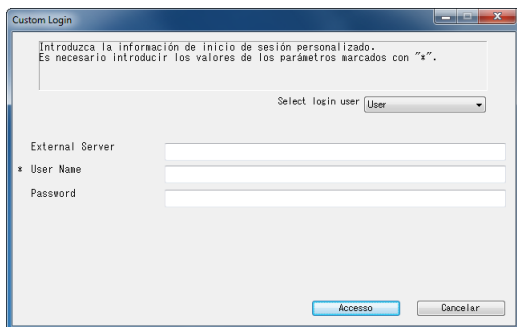 Custom Login
Introduzca la información de inicio de sesión personalizado.
Es necesario introducir los valores de los parámetros marcados con "*".
Select login user User
External Server
* User Name
Password
Accesso Cancelar